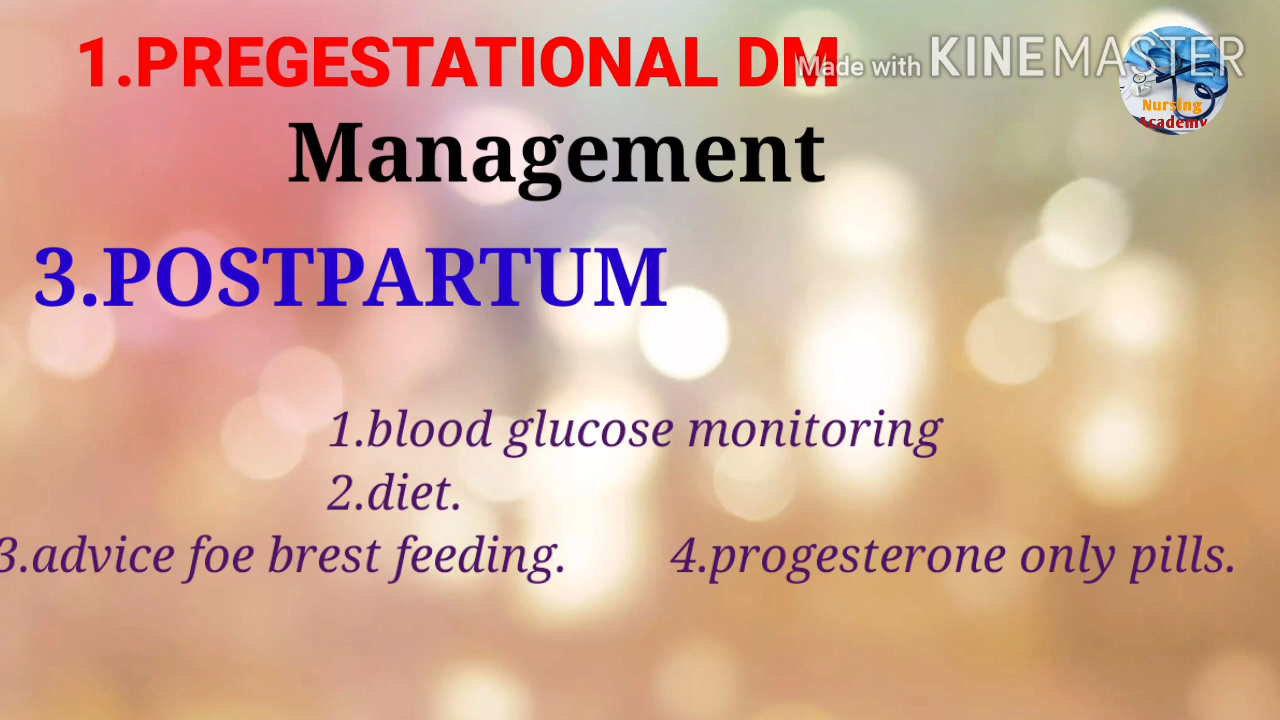 1.PREGESTATIONAL DM
Made with KINEMASTER
Nursing
Academy
Management
3.POSTPARTUM
1.blood glucose monitoring
2.diet.
3.advice foe brest feeding. 4.progesterone only pills.